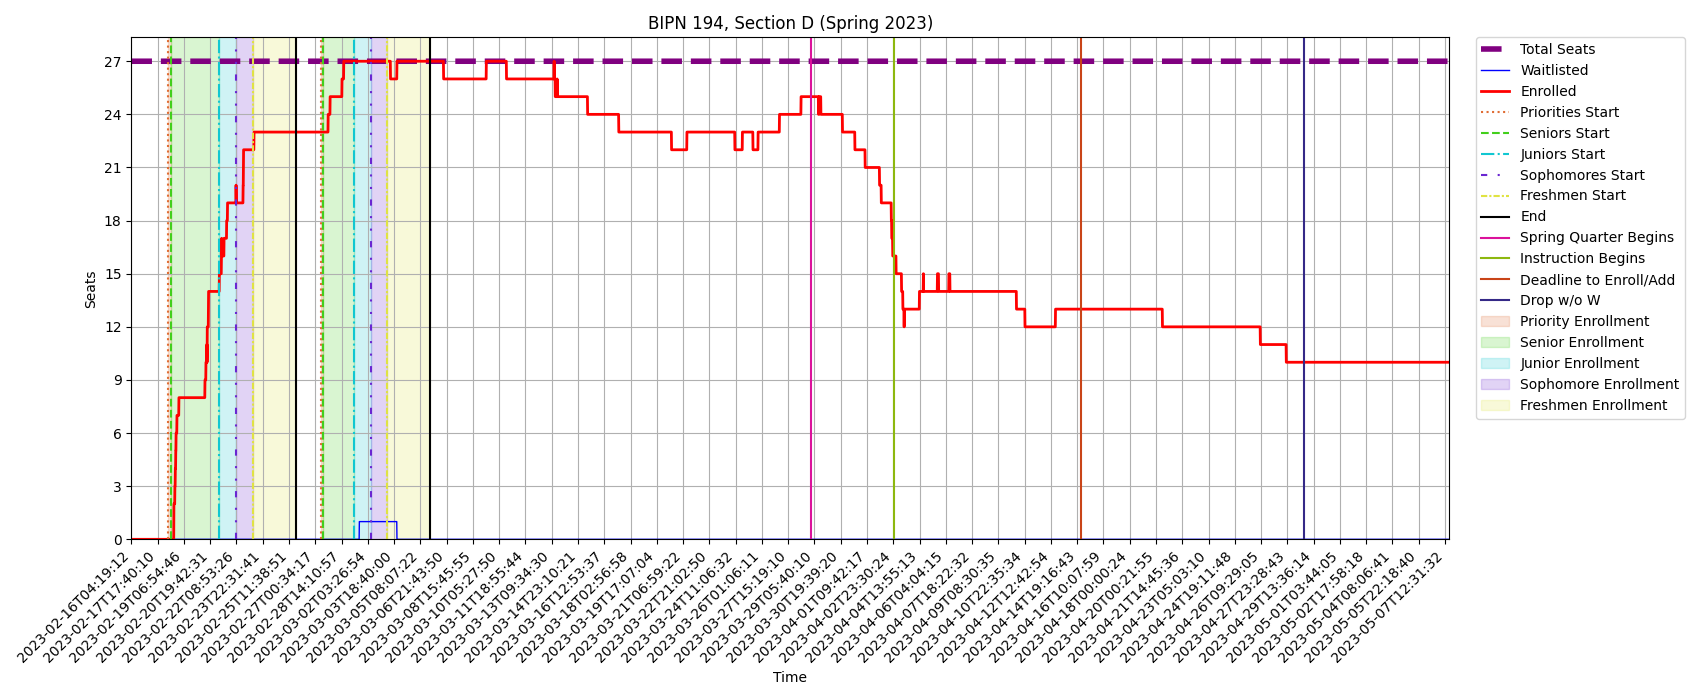 BIPN 194, Section D (Spring 2023)
Seats
27
24
21
18
15
12
9
6
3
0
2023-02-16T04:19:12
2023-02-17T17:40:10
2023-02-19T06:54:46
2023-02-20T19:42:31
2023-02-22T08:53:26
2023-02-23T22:31:41
2023-02-25T11:38:51
2023-02-27T00:34:17
2023-02-28T14:10:57
2023-03-02T03:26:54
2023-03-03T18:40:00
2023-03-05T08:07:22
2023-03-06T21:43:50
2023-03-08T15:45:55
2023-03-10T05:27:50
2023-03-11T18:55:44
2023-03-13T09:34:30
2023-03-14T23:10:21
2023-03-16T12:53:37
2023-03-18T02:56:58
2023-03-19T17:07:04
2023-03-21T06:59:22
2023-03-22T21:02:50
2023-03-24T11:06:32
2023-03-26T01:06:11
2023-03-27T15:19:10
2023-03-29T05:40:10
2023-03-30T19:39:20
2023-04-01T09:42:17
2023-04-02T23:30:24
2023-04-04T13:55:13
2023-04-06T04:04:15
2023-04-07T18:22:32
2023-04-09T08:30:35
2023-04-10T22:35:34
2023-04-12T12:42:54
2023-04-14T19:16:43
2023-04-16T10:07:59
2023-04-18T00:00:24
2023-04-20T00:21:55
2023-04-21T14:45:36
2023-04-23T05:03:10
2023-04-24T19:11:48
2023-04-26T09:29:05
2023-04-27T23:28:43
2023-04-29T13:36:14
2023-05-01T03:44:05
2023-05-02T17:58:18
2023-05-04T08:06:41
2023-05-05T22:18:40
2023-05-07T12:31:32
Time
Total Seats
Waitlisted
Enrolled
Priorities Start
Seniors Start
Juniors Start
Sophomores Start
Freshmen Start
End
Spring Quarter Begins
Instruction Begins
Deadline to Enroll/Add
Drop w/o W
Priority Enrollment
Senior Enrollment
Junior Enrollment
Sophomore Enrollment
Freshmen Enrollment